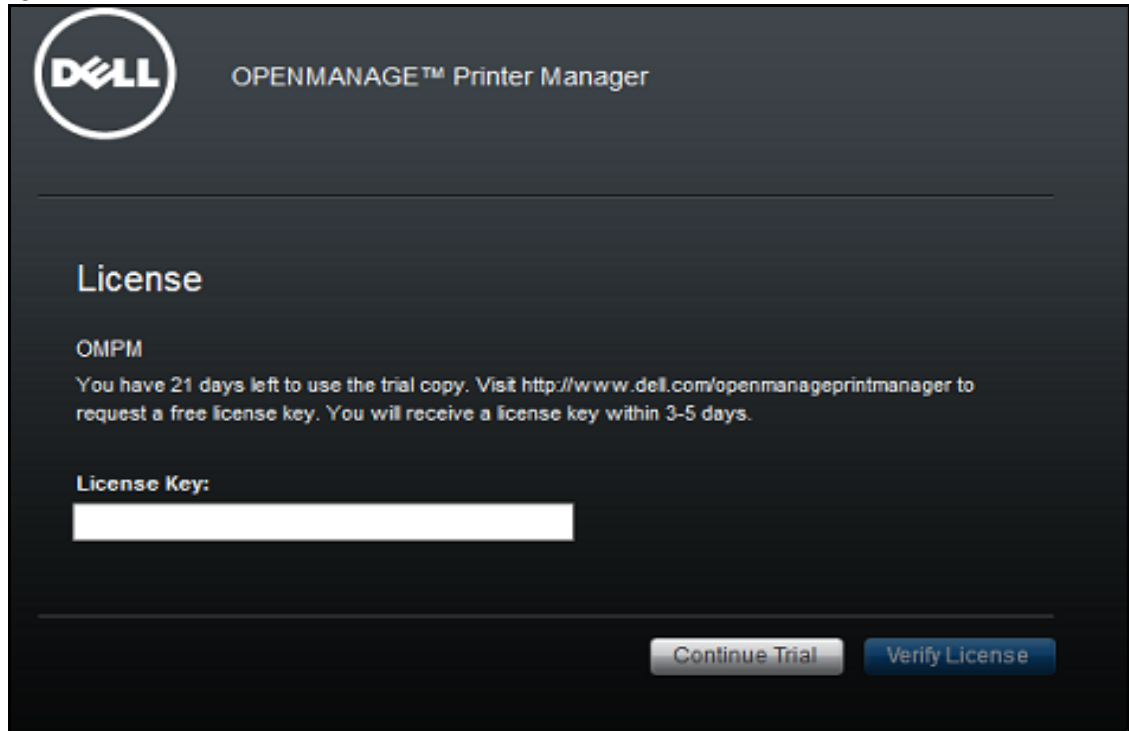 DELL
OPENMANAGE™ Printer Manager
License
OMPM
You have 21 days left to use the trial copy. Visit http://www.dell.com/openmanageprintmanager to
request a free license key. You will receive a license key within 3-5 days.
License Key:
Continue Trial
Verify License